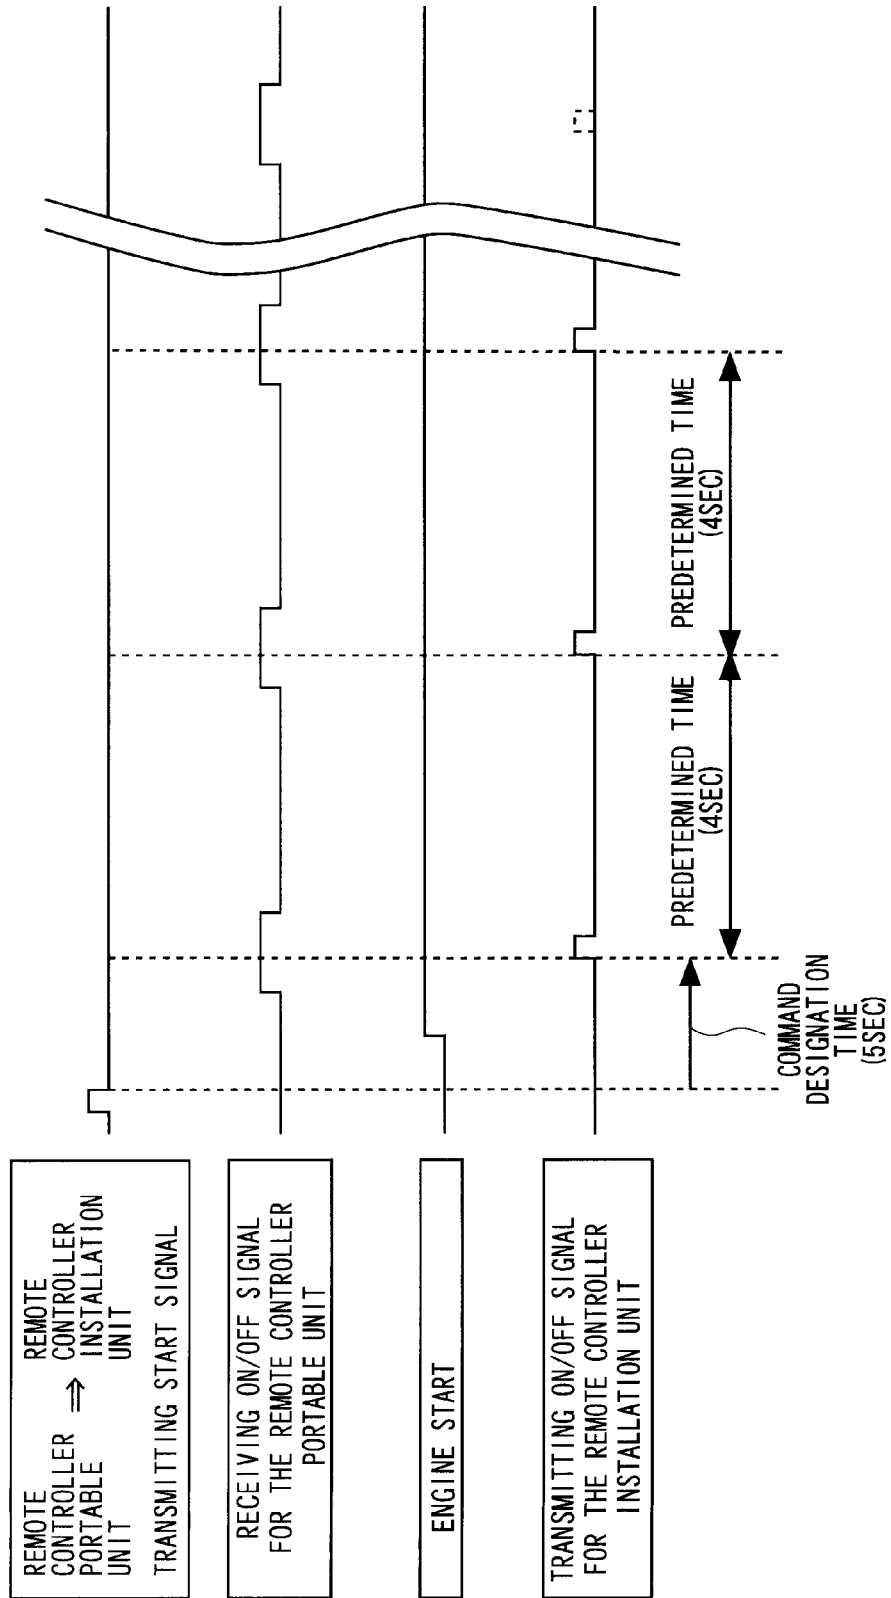 REMOTE
CONTROLLER
PORTABLE
UNIT
⇒
REMOTE
CONTROLLER
INSTALLATION
UNIT
TRANSMITTING START SIGNAL
RECEIVING ON/OFF SIGNAL
FOR THE REMOTE CONTROLLER
PORTABLE UNIT
ENGINE START
TRANSMITTING ON/OFF SIGNAL
FOR THE REMOTE CONTROLLER
INSTALLATION UNIT
COMMAND
DESIGNATION
TIME
(5SEC)
PREDETERMINED TIME
(4SEC)
PREDETERMINED TIME
(4SEC)